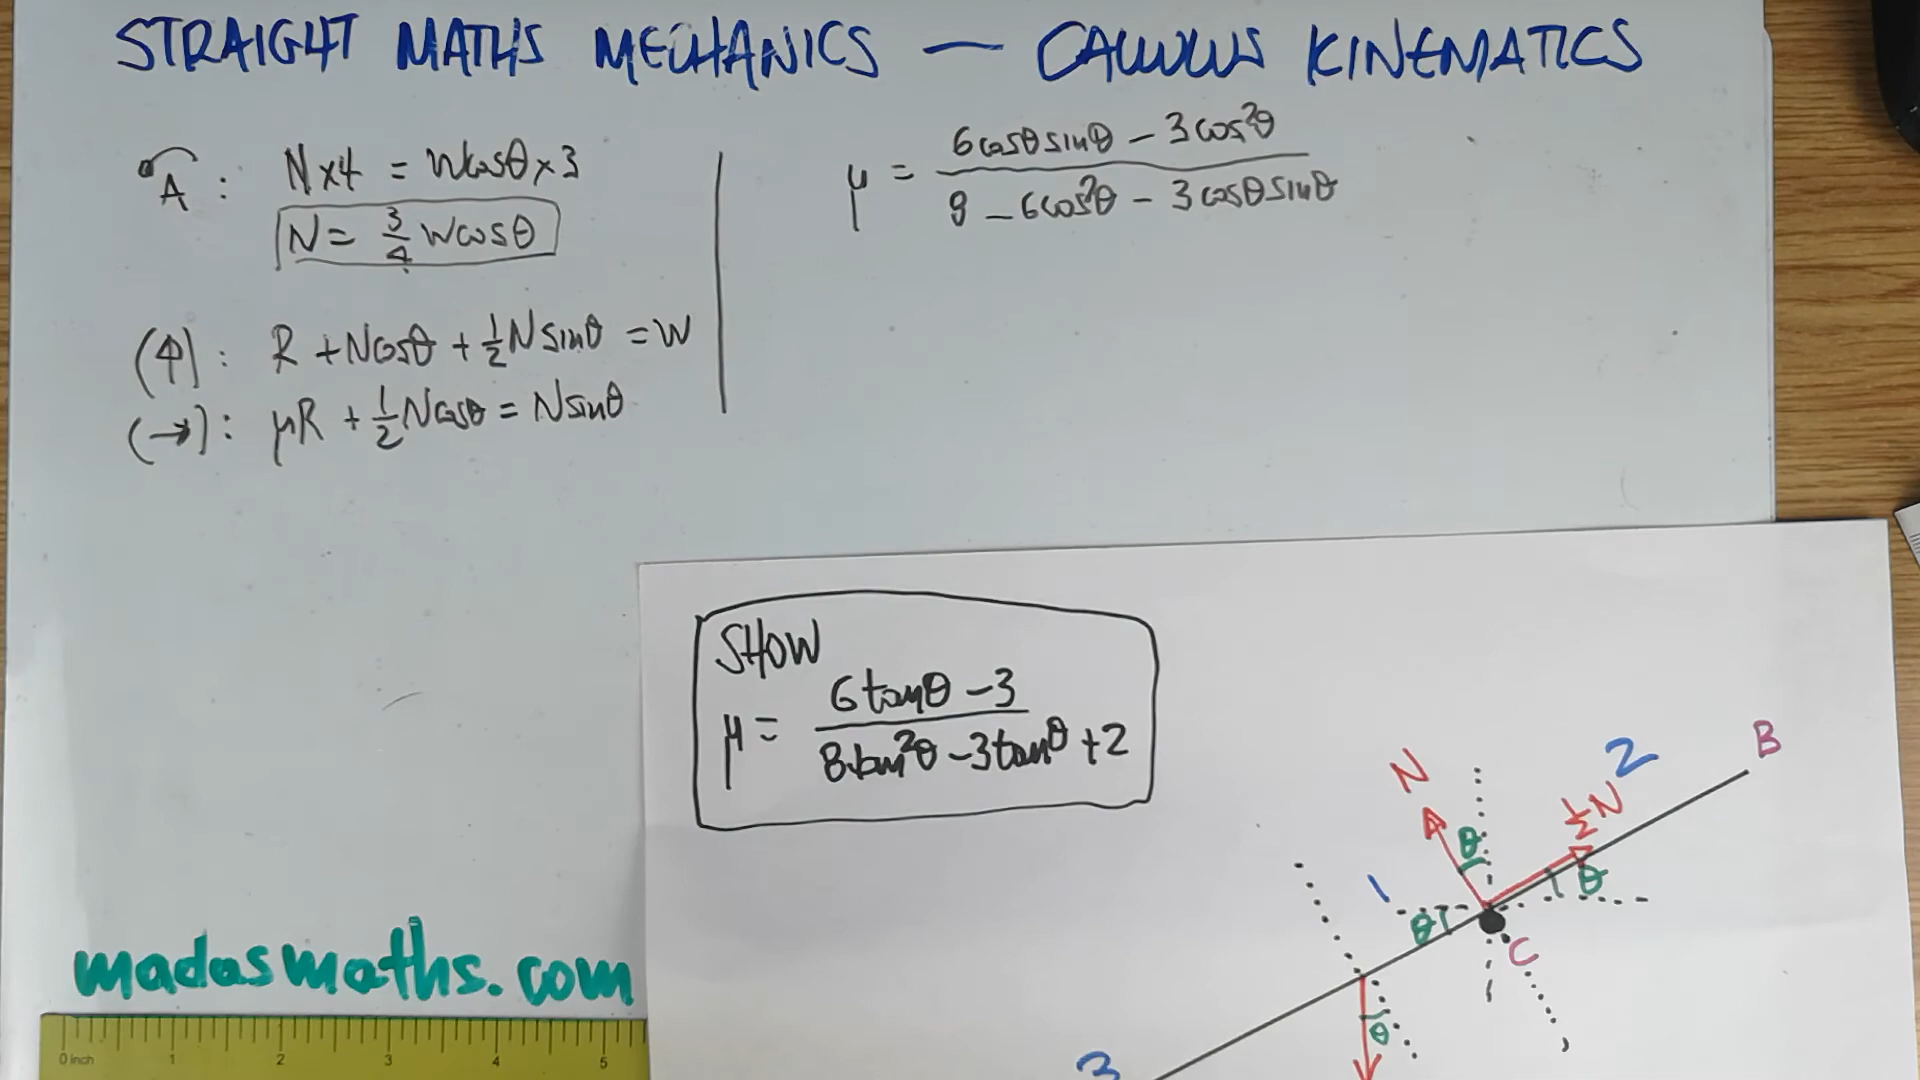 STRAIGHT MATHS MECHANICS — CALCULUS KINEMATICS
A : N×4 = Wcosθ×3
N = 3/4 Wcosθ
(↑): R + Ncosθ + 1/2 Nsinθ = W
(→): μR + 1/2 Ncosθ = Nsinθ
μ = (6cosθsinθ − 3cos²θ) / (8 − 6cos²θ − 3cosθsinθ)
SHOW
μ = (6tanθ − 3) / (8tan²θ − 3tanθ + 2)
B
2
N
1/2 N
θ
θ
1
θ
C
θ
3
madasmaths.com
0 inch 1 2 3 4 5